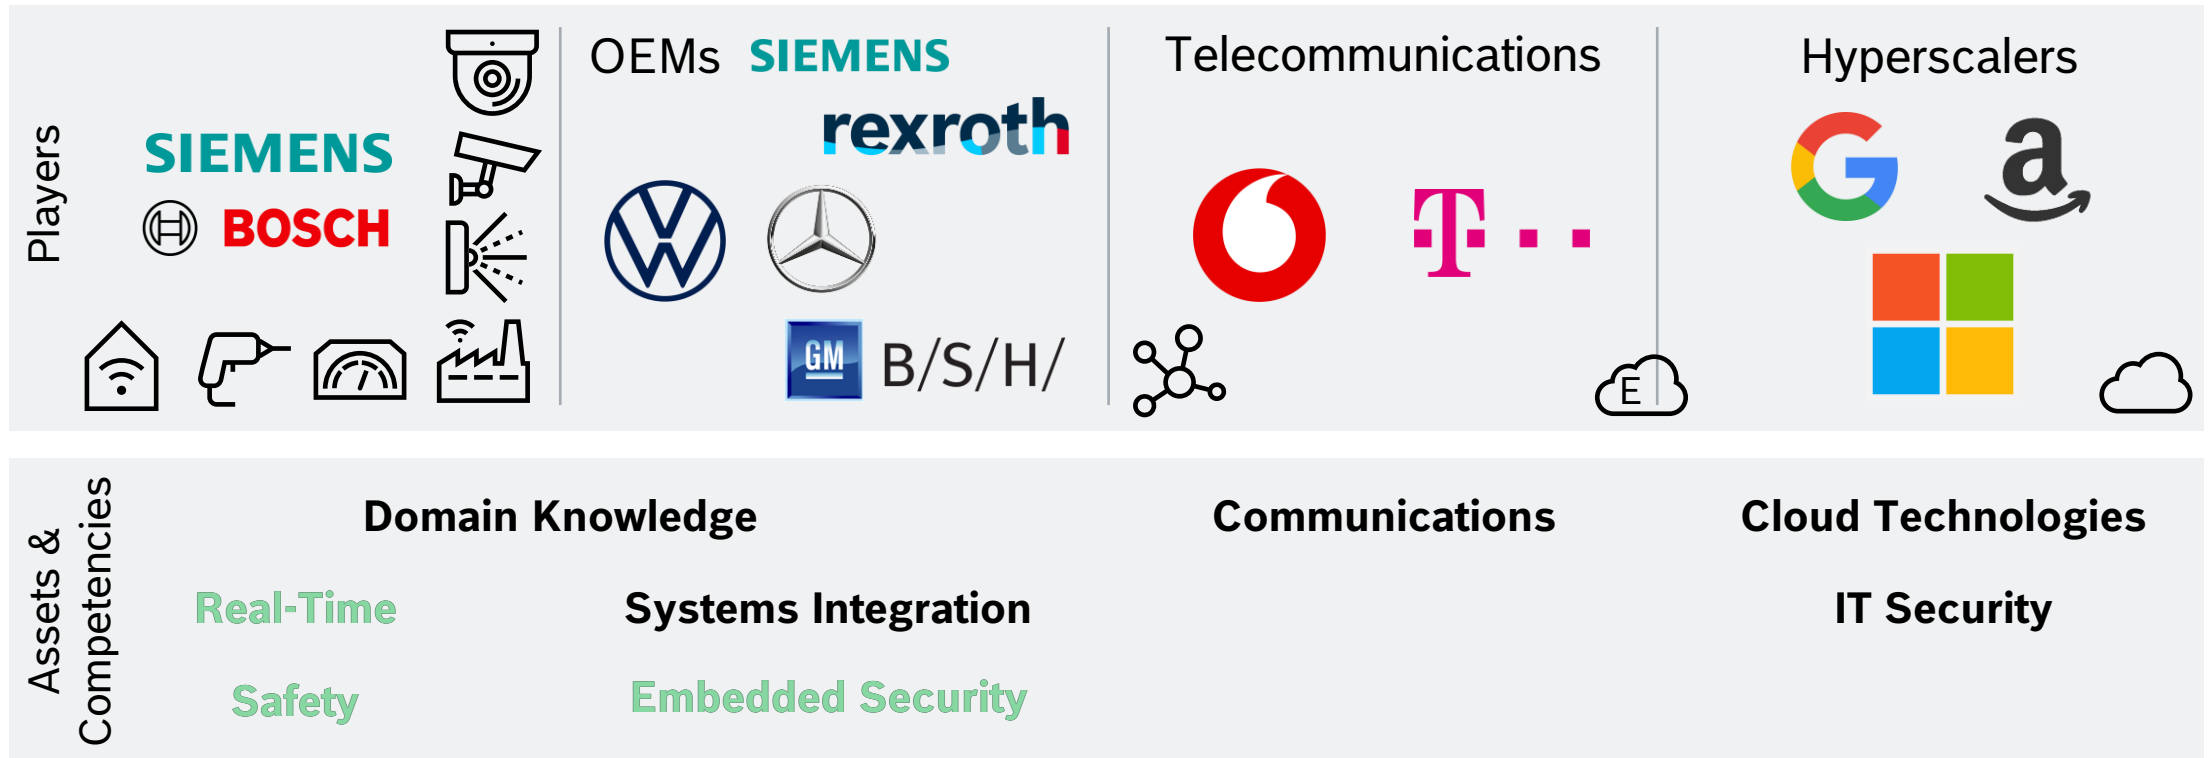 Players
SIEMENS
BOSCH
OEMs
SIEMENS
rexroth
GM
B/S/H/
Telecommunications
T
E
Hyperscalers
G
a
Assets &
Competencies
Domain Knowledge
Communications
Cloud Technologies
Real-Time
Systems Integration
IT Security
Safety
Embedded Security